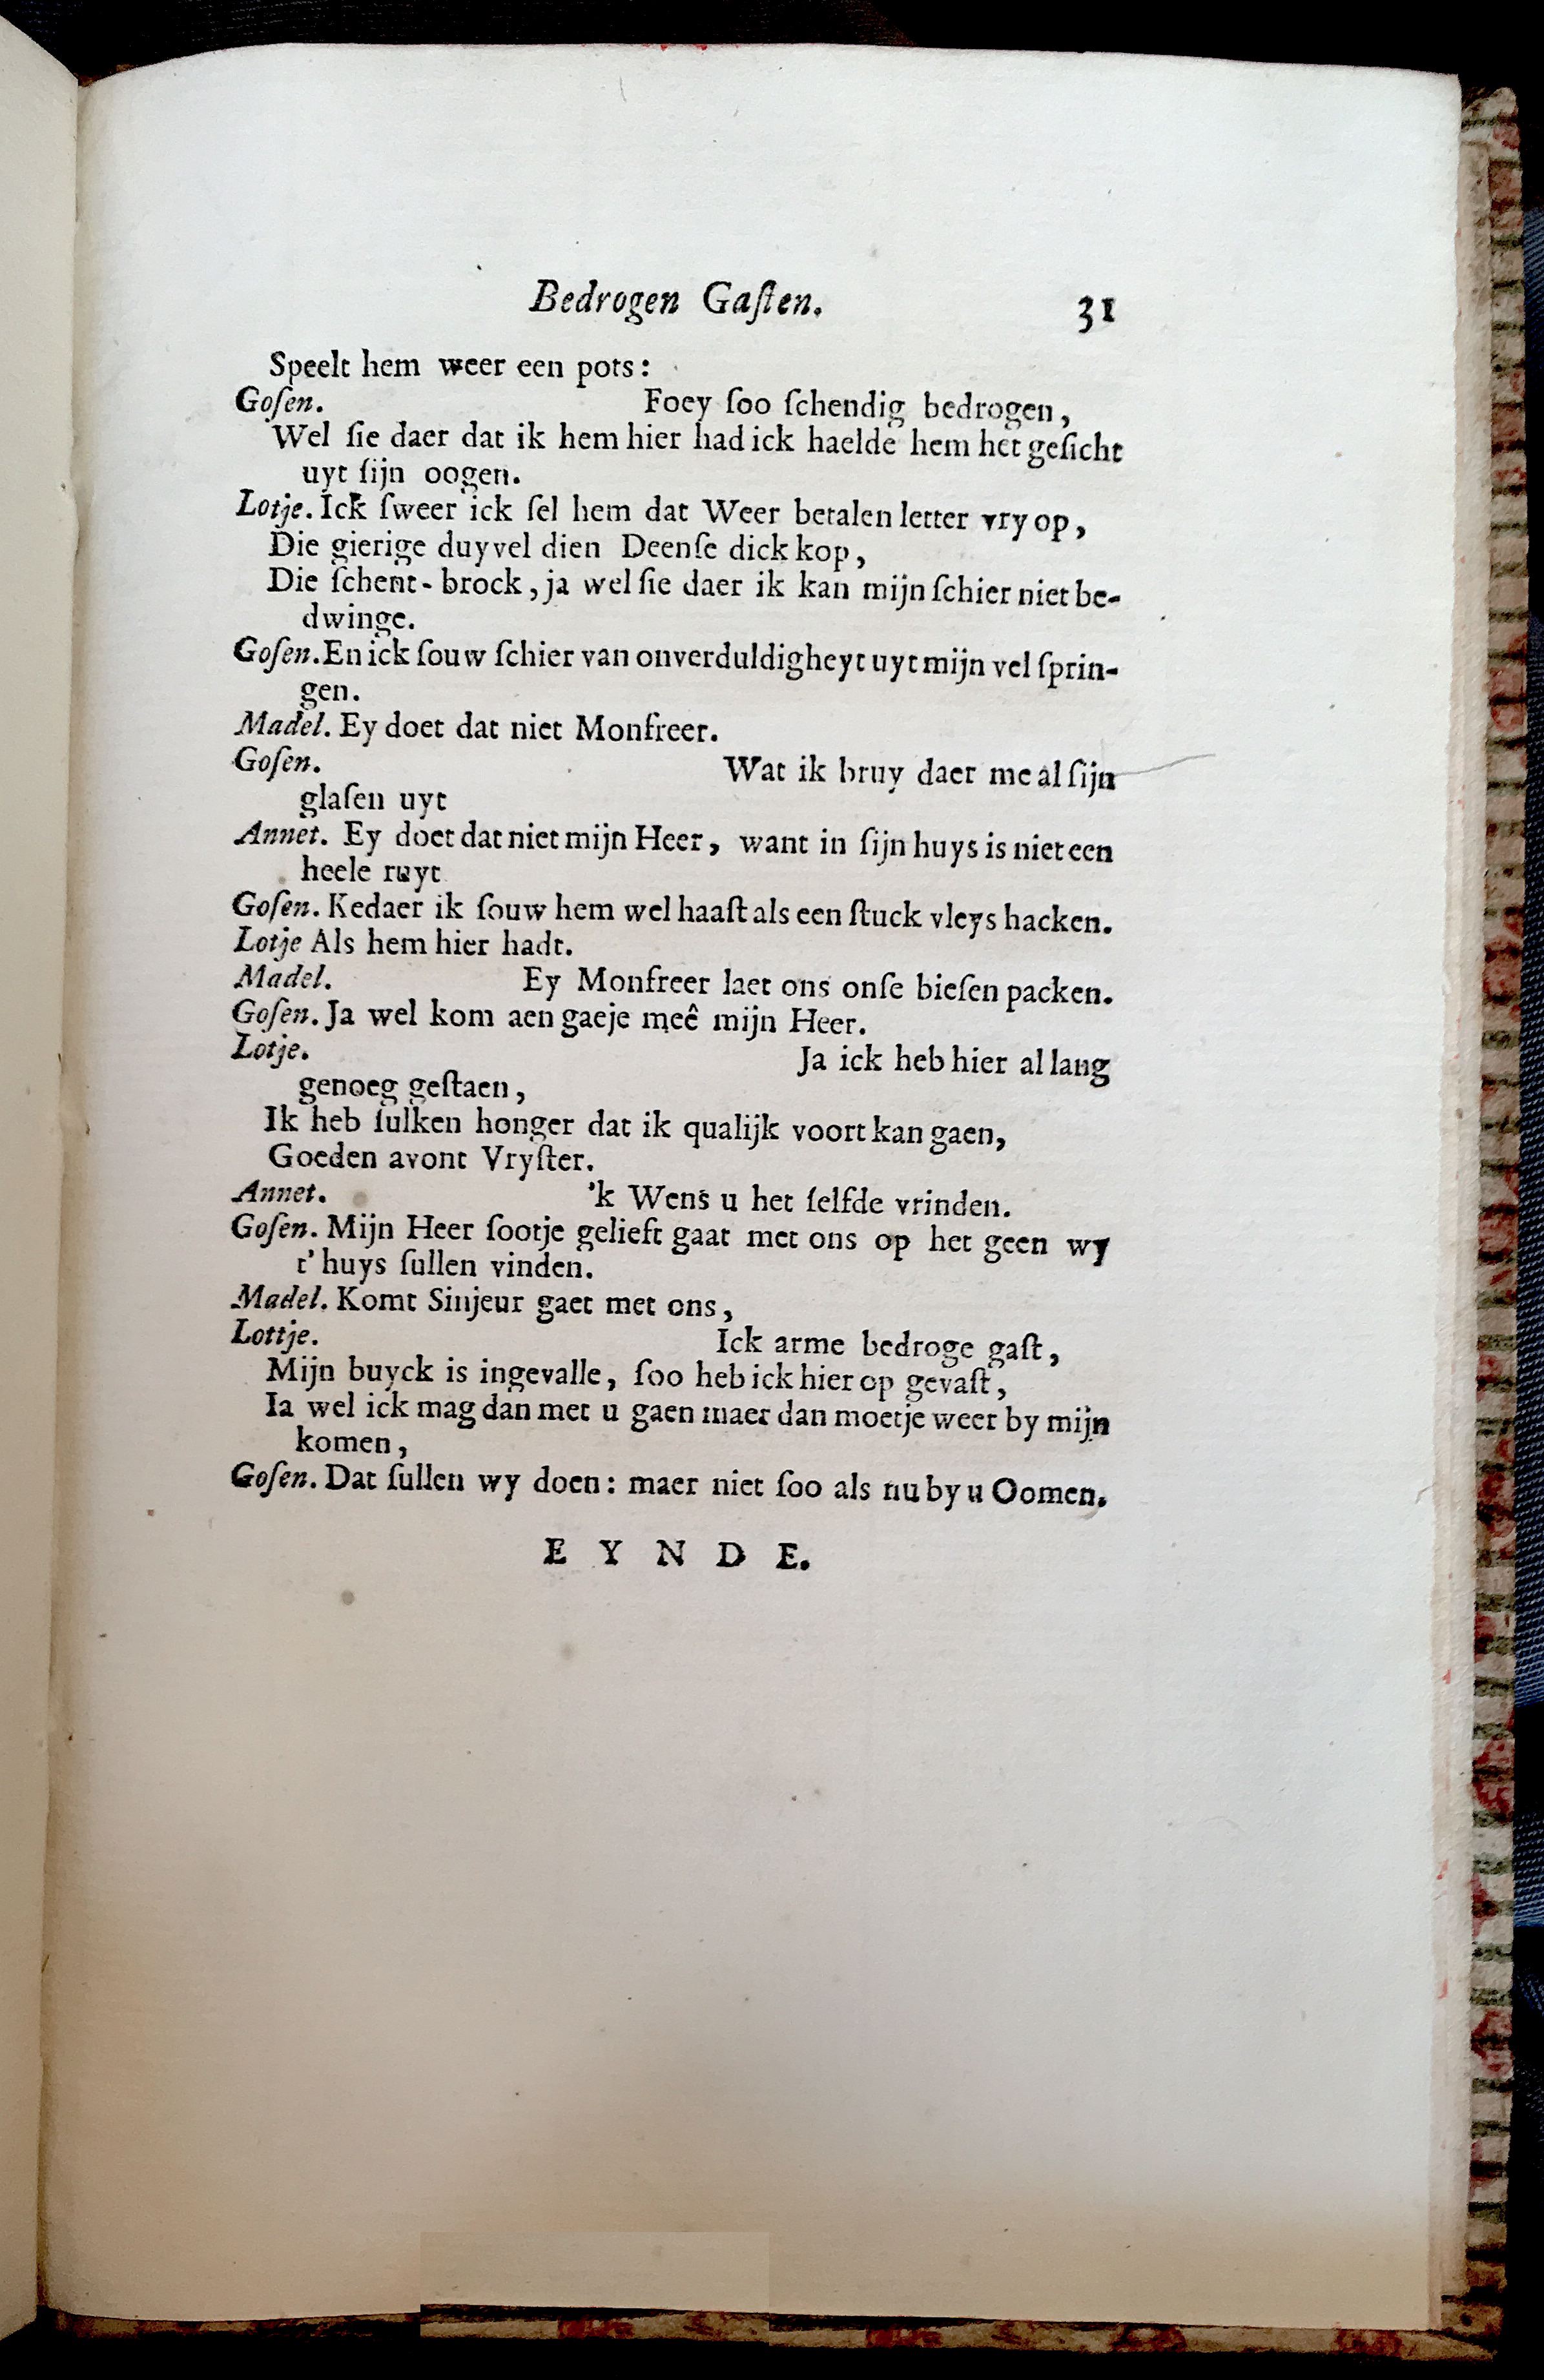 Bedrogen Gaſten. 31
Speelt hem weer een pots:
Goſen. Foey ſoo ſchendig bedrogen,
Wel ſie daer dat ik hem hier had ick haelde hem het geſicht
uyt ſijn oogen.
Lotje. Ick ſweer ick ſel hem dat Weer betalen letter vry op,
Die gierige duyvel dien Deenſe dick kop,
Die ſchent-brock, ja wel ſie daer ik kan mijn ſchier niet be-
dwinge.
Goſen. En ick ſouw ſchier van onverduldigheyt uyt mijn vel ſprin-
gen.
Madel. Ey doet dat niet Monfreer.
Goſen. Wat ik bruy daer me al ſijn
glaſen uyt
Annet. Ey doet dat niet mijn Heer, want in ſijn huys is niet een
heele ruyt
Goſen. Kedaer ik ſouw hem wel haaſt als een ſtuck vleys hacken.
Lotje Als hem hier hadt.
Madel. Ey Monfreer laet ons onſe bieſen packen.
Goſen. Ja wel kom aen gaeje meê mijn Heer.
Lotje. Ja ick heb hier al lang
genoeg geſtaen,
Ik heb ſulken honger dat ik qualijk voort kan gaen,
Goeden avont Vryſter.
Annet. 'k Wens u het ſelfde vrinden.
Goſen. Mijn Heer ſootje gelieft gaat met ons op het geen wy
t'huys ſullen vinden.
Madel. Komt Sinjeur gaet met ons,
Lottje. Ick arme bedroge gaſt,
Mijn buyck is ingevalle, ſoo heb ick hier op gevaſt,
Ia wel ick mag dan met u gaen maer dan moetje weer by mijn
komen,
Goſen. Dat ſullen wy doen: maer niet ſoo als nu by u Oomen.
E Y N D E.